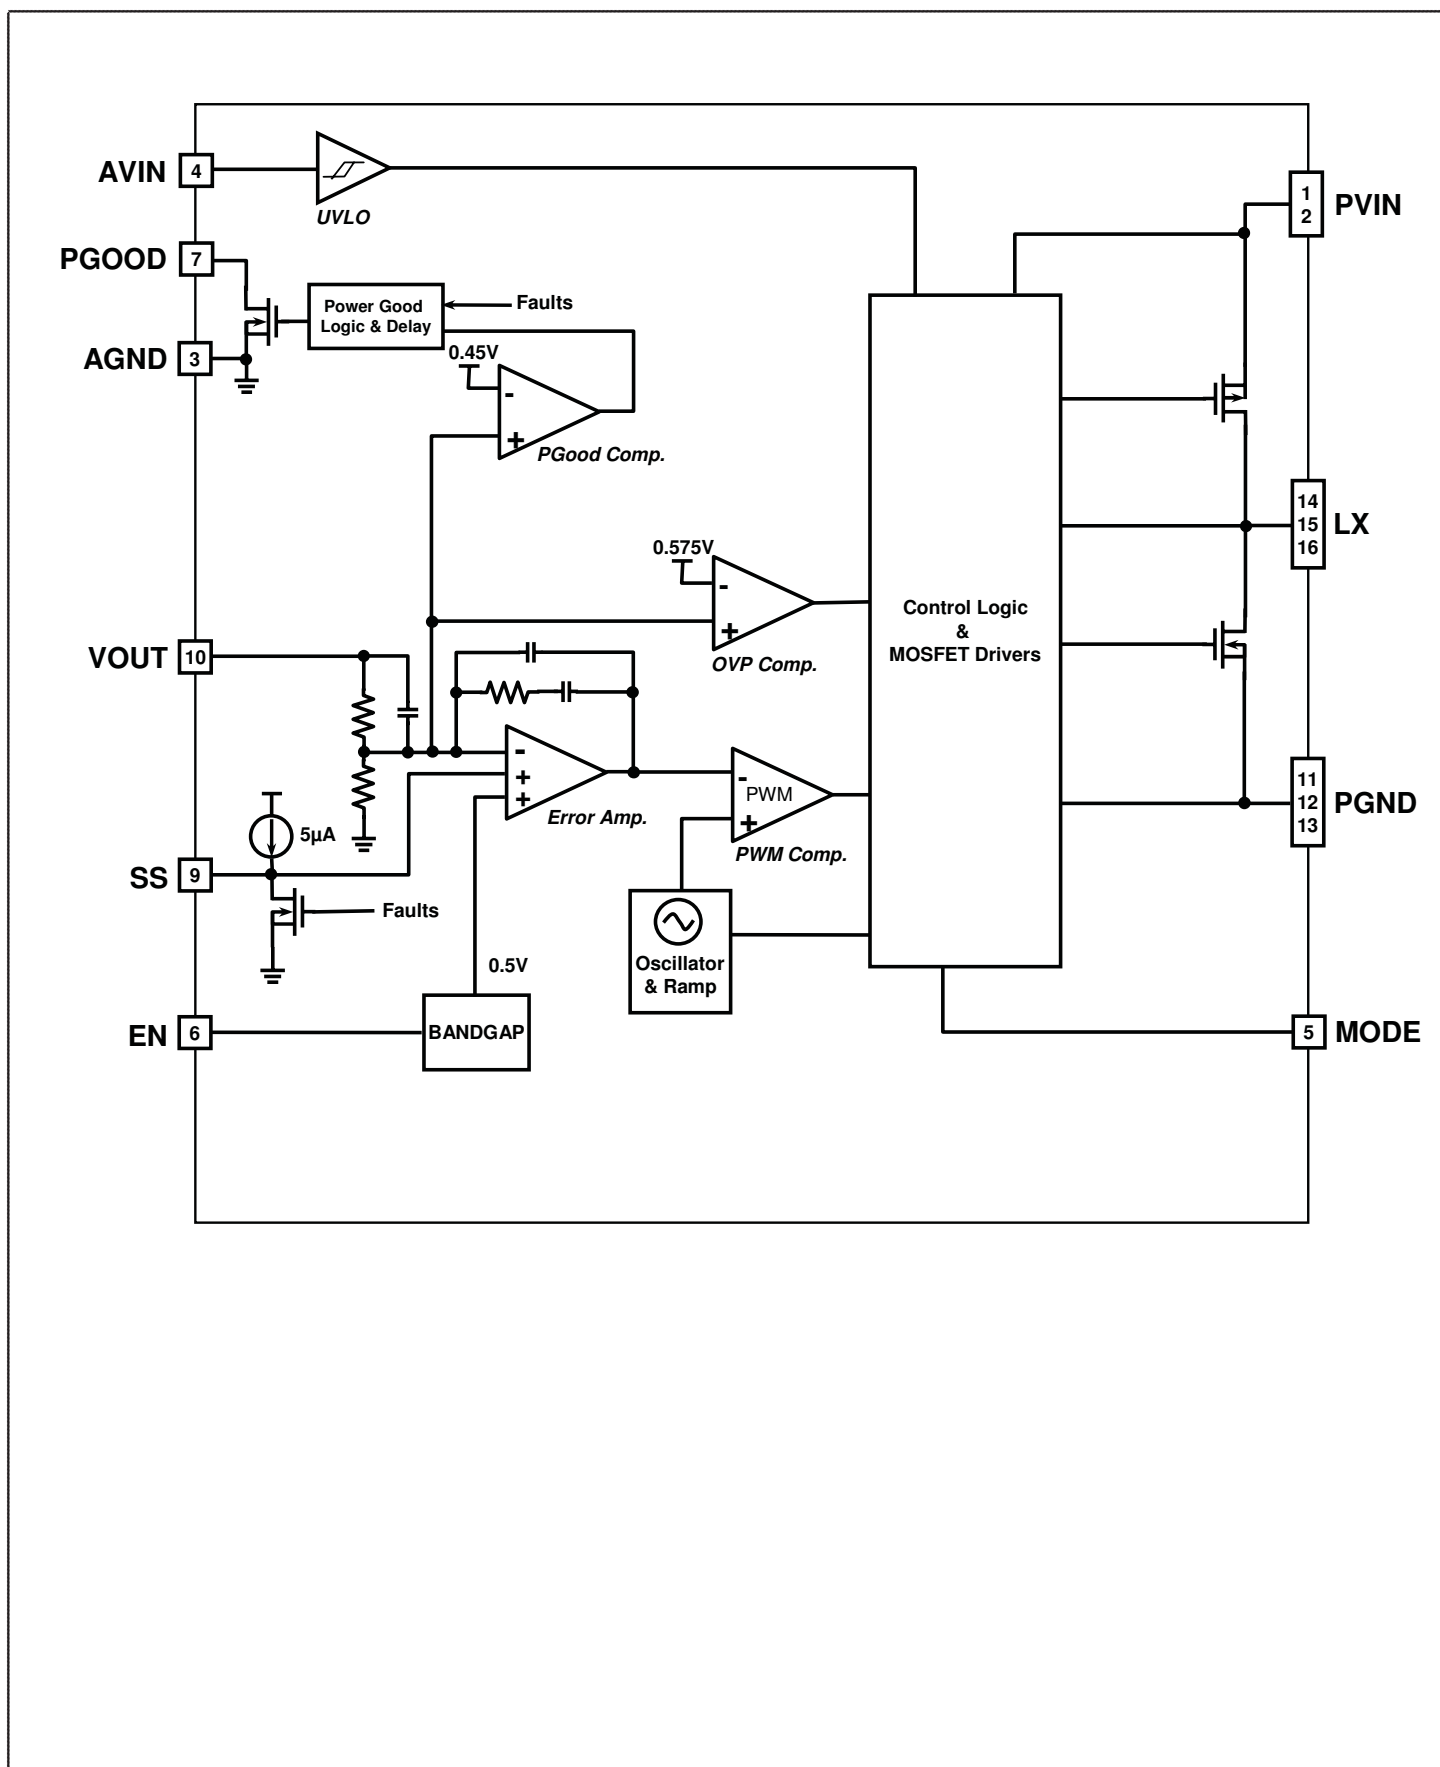 AVIN
4
UVLO
1
2
PVIN
PGOOD
7
Power Good
Logic & Delay
Faults
AGND
3
0.45V
-
+
PGood Comp.
14
15
16
LX
0.575V
-
+
OVP Comp.
Control Logic
&
MOSFET Drivers
VOUT
10
-
+
+
Error Amp.
-
PWM
+
PWM Comp.
11
12
13
PGND
5µA
SS
9
Faults
0.5V
Oscillator
& Ramp
EN
6
BANDGAP
5
MODE